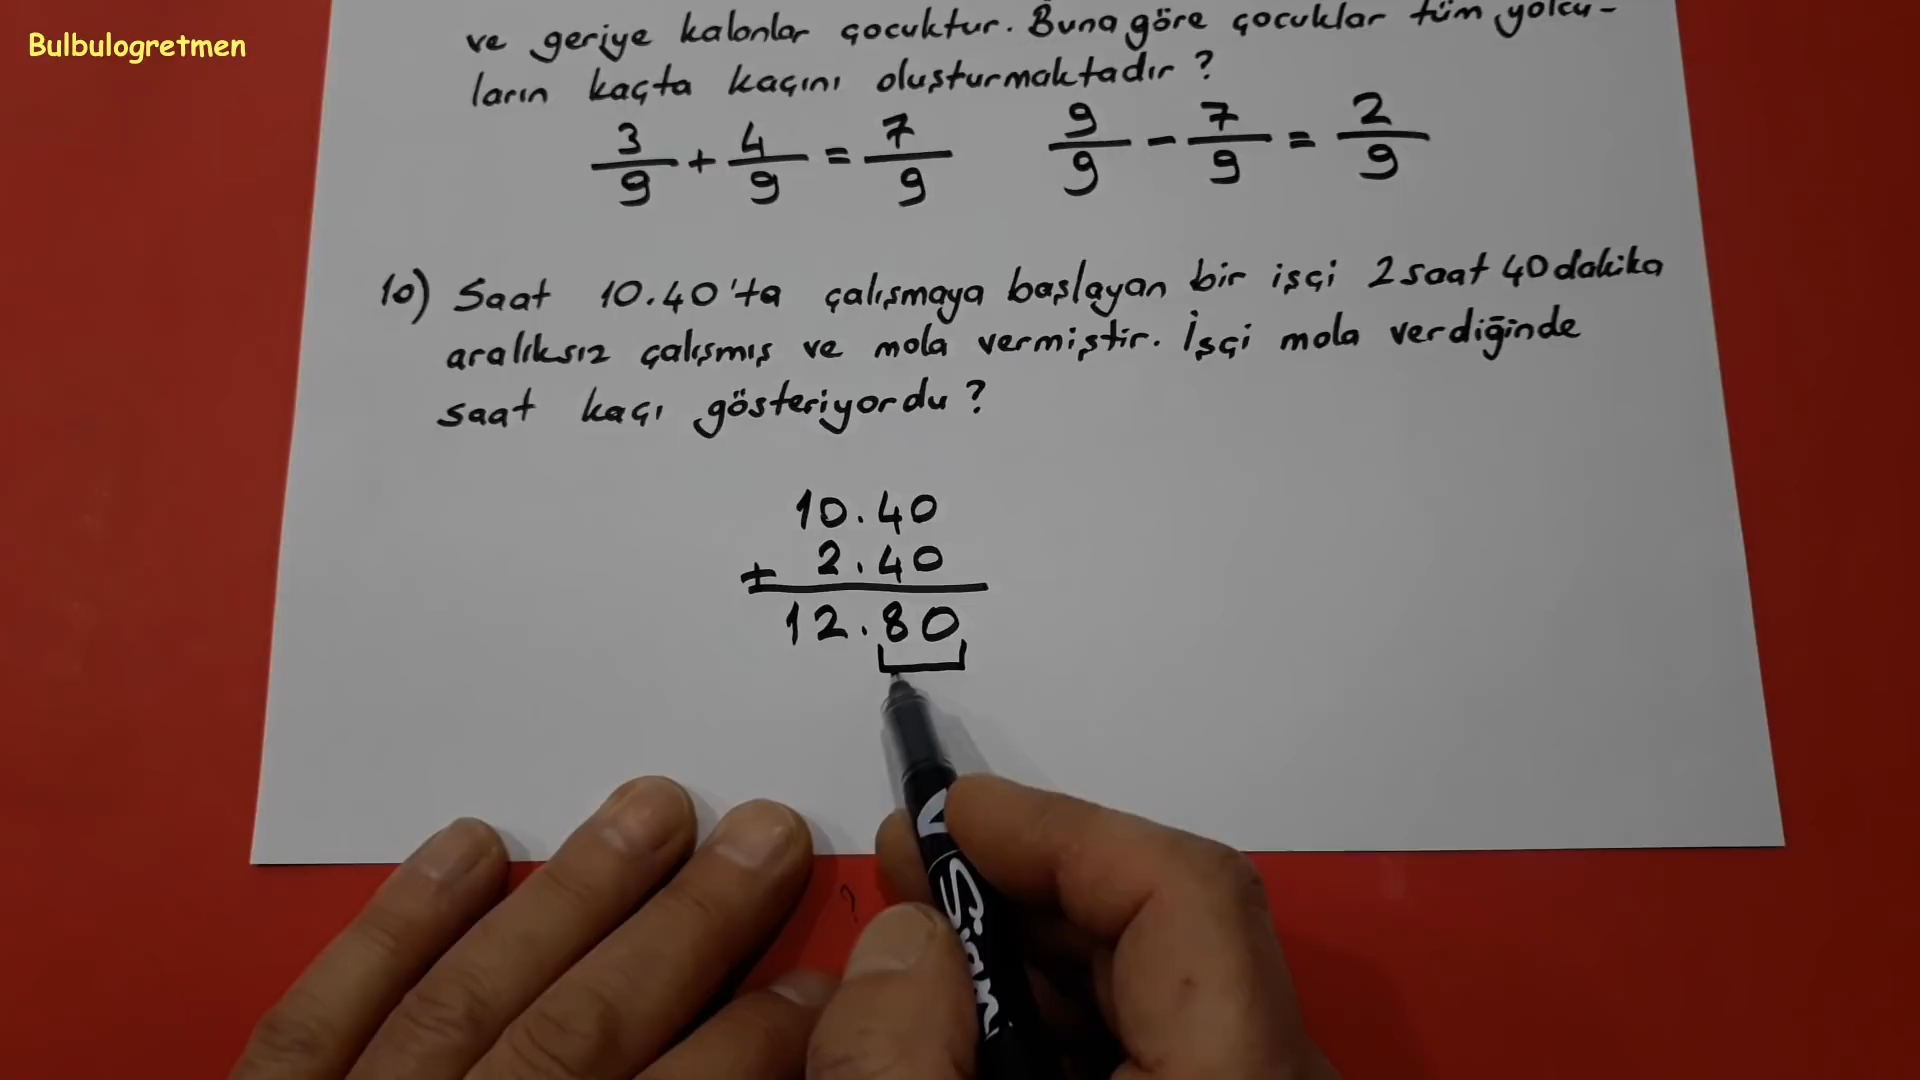 Bulbulogretmen
ve geriye kalanlar çocuktur. Buna göre çocuklar tüm yolcu-
ların kaçta kaçını oluşturmaktadır?
3/9 + 4/9 = 7/9 9/9 - 7/9 = 2/9
10) Saat 10.40'ta çalışmaya başlayan bir işçi 2 saat 40 dakika
aralıksız çalışmış ve mola vermiştir. İşçi mola verdiğinde
saat kaçı gösteriyordu?
10.40
+ 2.40
12.80